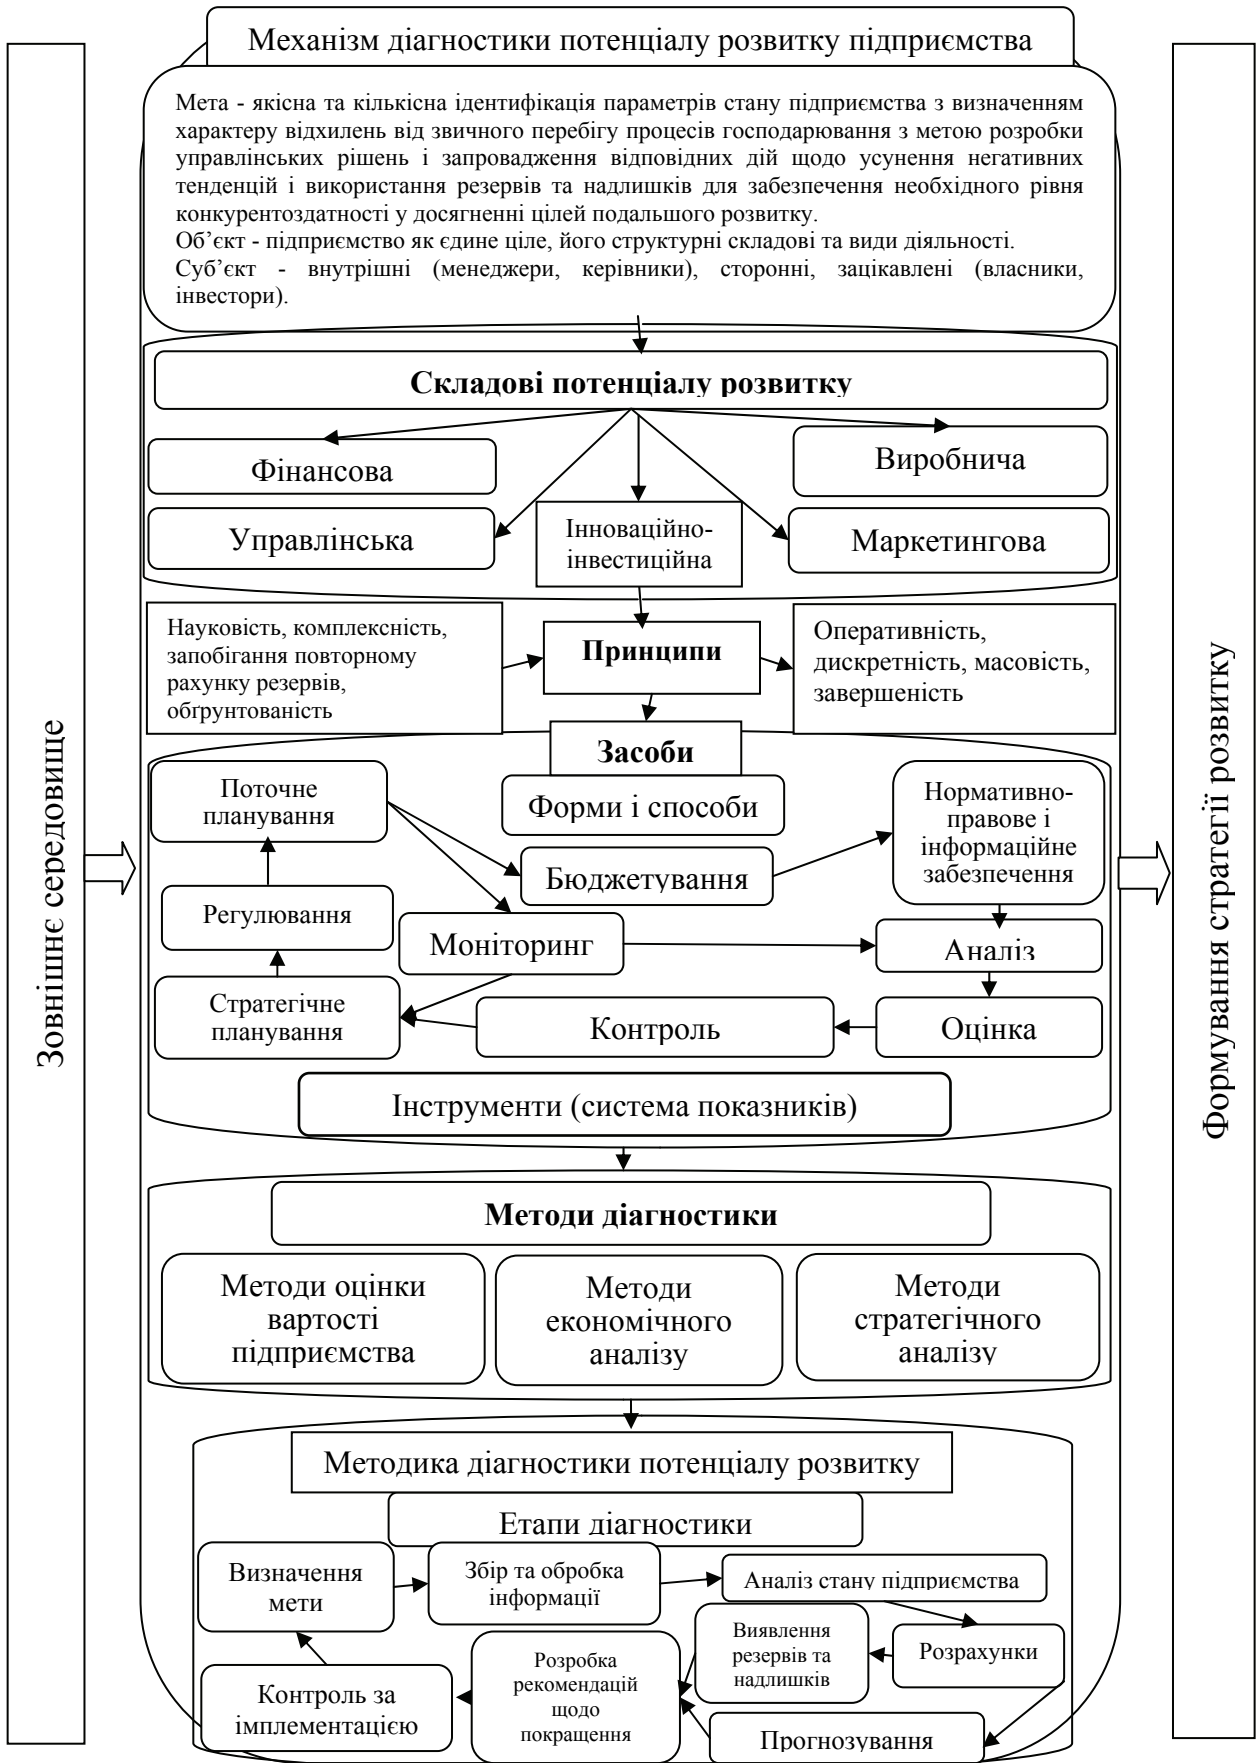 Механізм діагностики потенціалу розвитку підприємства
Мета - якісна та кількісна ідентифікація параметрів стану підприємства з визначенням
характеру відхилень від звичного перебігу процесів господарювання з метою розробки
управлінських рішень і запровадження відповідних дій щодо усунення негативних
тенденцій і використання резервів та надлишків для забезпечення необхідного рівня
конкурентоздатності у досягненні цілей подальшого розвитку.
Об’єкт - підприємство як єдине ціле, його структурні складові та види діяльності.
Суб’єкт - внутрішні (менеджери, керівники), сторонні, зацікавлені (власники,
інвестори).
Складові потенціалу розвитку
Фінансова
Виробнича
Управлінська
Інноваційно-
інвестиційна
Маркетингова
Науковість, комплексність,
запобігання повторному
рахунку резервів,
обґрунтованість
Принципи
Оперативність,
дискретність, масовість,
завершеність
Засоби
Форми і способи
Поточне
планування
Нормативно-
правове і
інформаційне
забезпечення
Бюджетування
Регулювання
Моніторинг
Аналіз
Стратегічне
планування
Контроль
Оцінка
Інструменти (система показників)
Методи діагностики
Методи оцінки
вартості
підприємства
Методи
економічного
аналізу
Методи
стратегічного
аналізу
Методика діагностики потенціалу розвитку
Етапи діагностики
Визначення
мети
Збір та обробка
інформації
Аналіз стану підприємства
Виявлення
резервів та
надлишків
Розрахунки
Розробка
рекомендацій
щодо
покращення
Контроль за
імплементацією
Прогнозування
Зовнішнє середовище
Формування стратегії розвитку